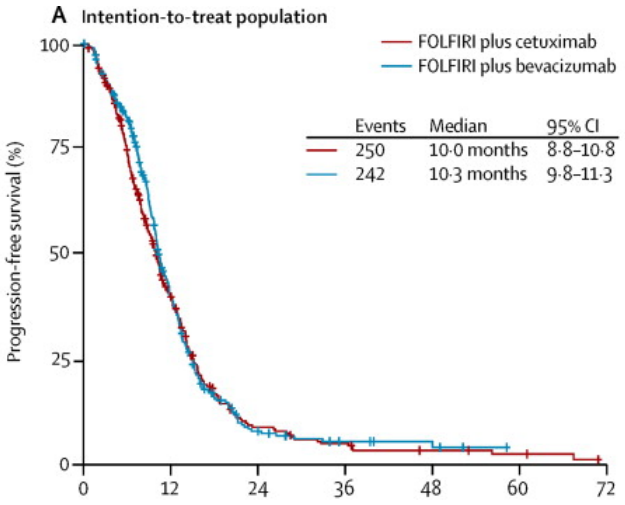 A Intention-to-treat population
FOLFIRI plus cetuximab
FOLFIRI plus bevacizumab
Events Median 95% CI
250 10·0 months 8·8–10·8
242 10·3 months 9·8–11·3
Progression-free survival (%)
100
75
50
25
0
0 12 24 36 48 60 72